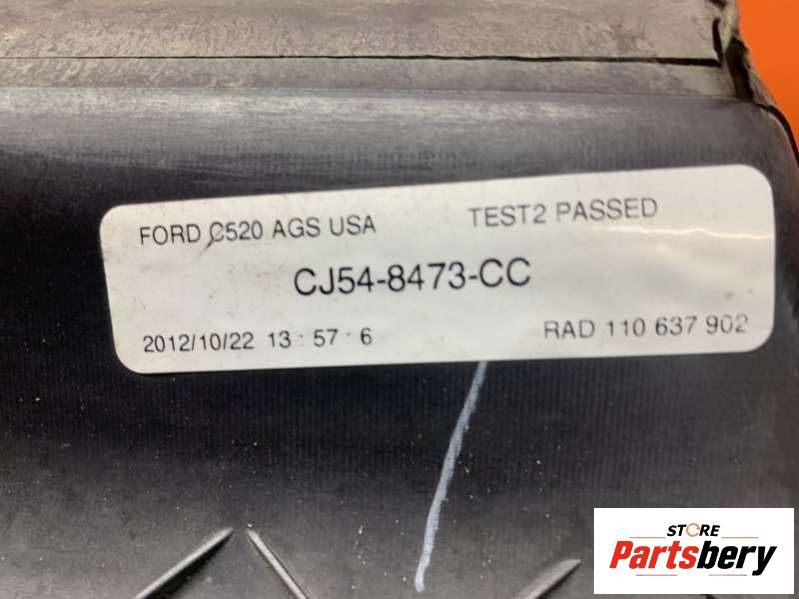 FORD C520 AGS USA TEST2 PASSED
CJ54-8473-CC
2012/10/22 13 : 57 · 6 RAD 110 637 902
STORE
Partsbery